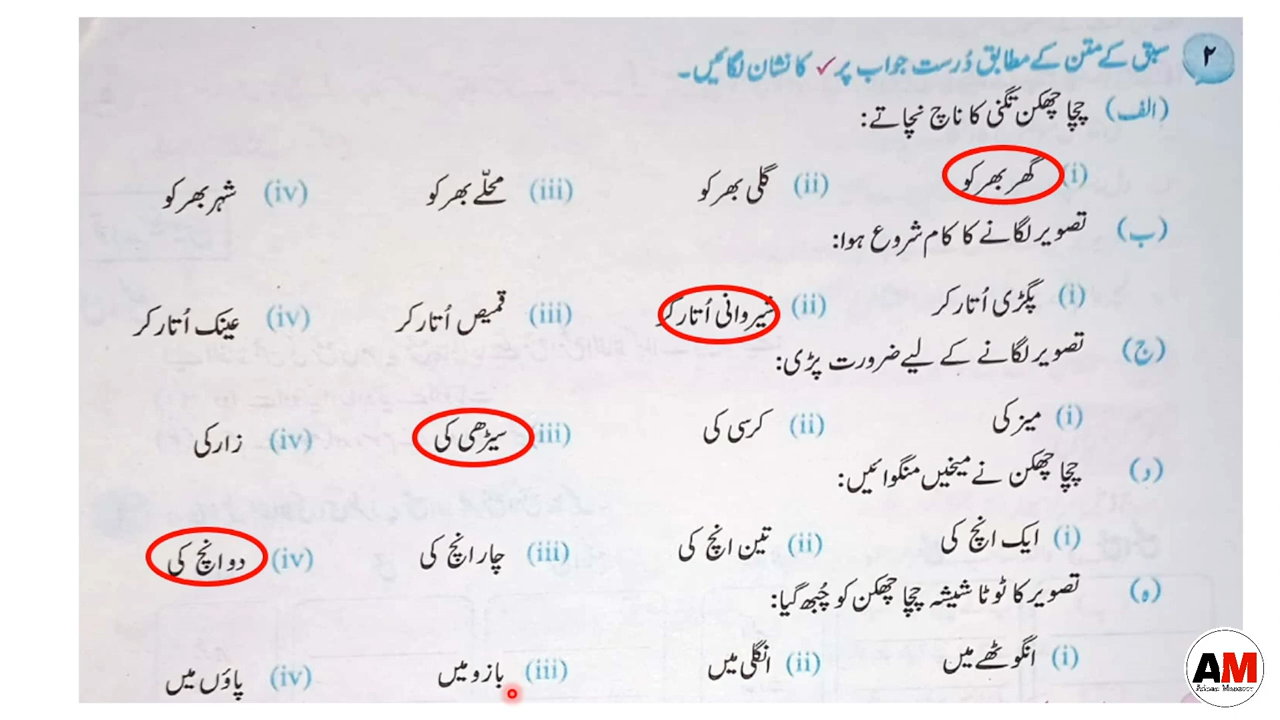 ۲ سبق کے متن کے مطابق دُرست جواب پر ✓ کا نشان لگائیں۔
(الف) چچا چھکن تگنی کا ناچ نچاتے:
(i) گھر بھر کو (ii) گلی بھر کو (iii) محلّے بھر کو (iv) شہر بھر کو
(ب) تصویر لگانے کا کام شروع ہوا:
(i) پگڑی اُتار کر (ii) شیروانی اُتار کر (iii) قمیص اُتار کر (iv) عینک اُتار کر
(ج) تصویر لگانے کے لیے ضرورت پڑی:
(i) میز کی (ii) کرسی کی (iii) سیڑھی کی (iv) زار کی
(د) چچا چھکن نے میخیں منگوائیں:
(i) ایک انچ کی (ii) تین انچ کی (iii) چار انچ کی (iv) دو انچ کی
(ہ) تصویر کا ٹوٹا شیشہ چچا چھکن کو چُبھ گیا:
(i) انگوٹھے میں (ii) انگلی میں (iii) بازو میں (iv) پاؤں میں
AM